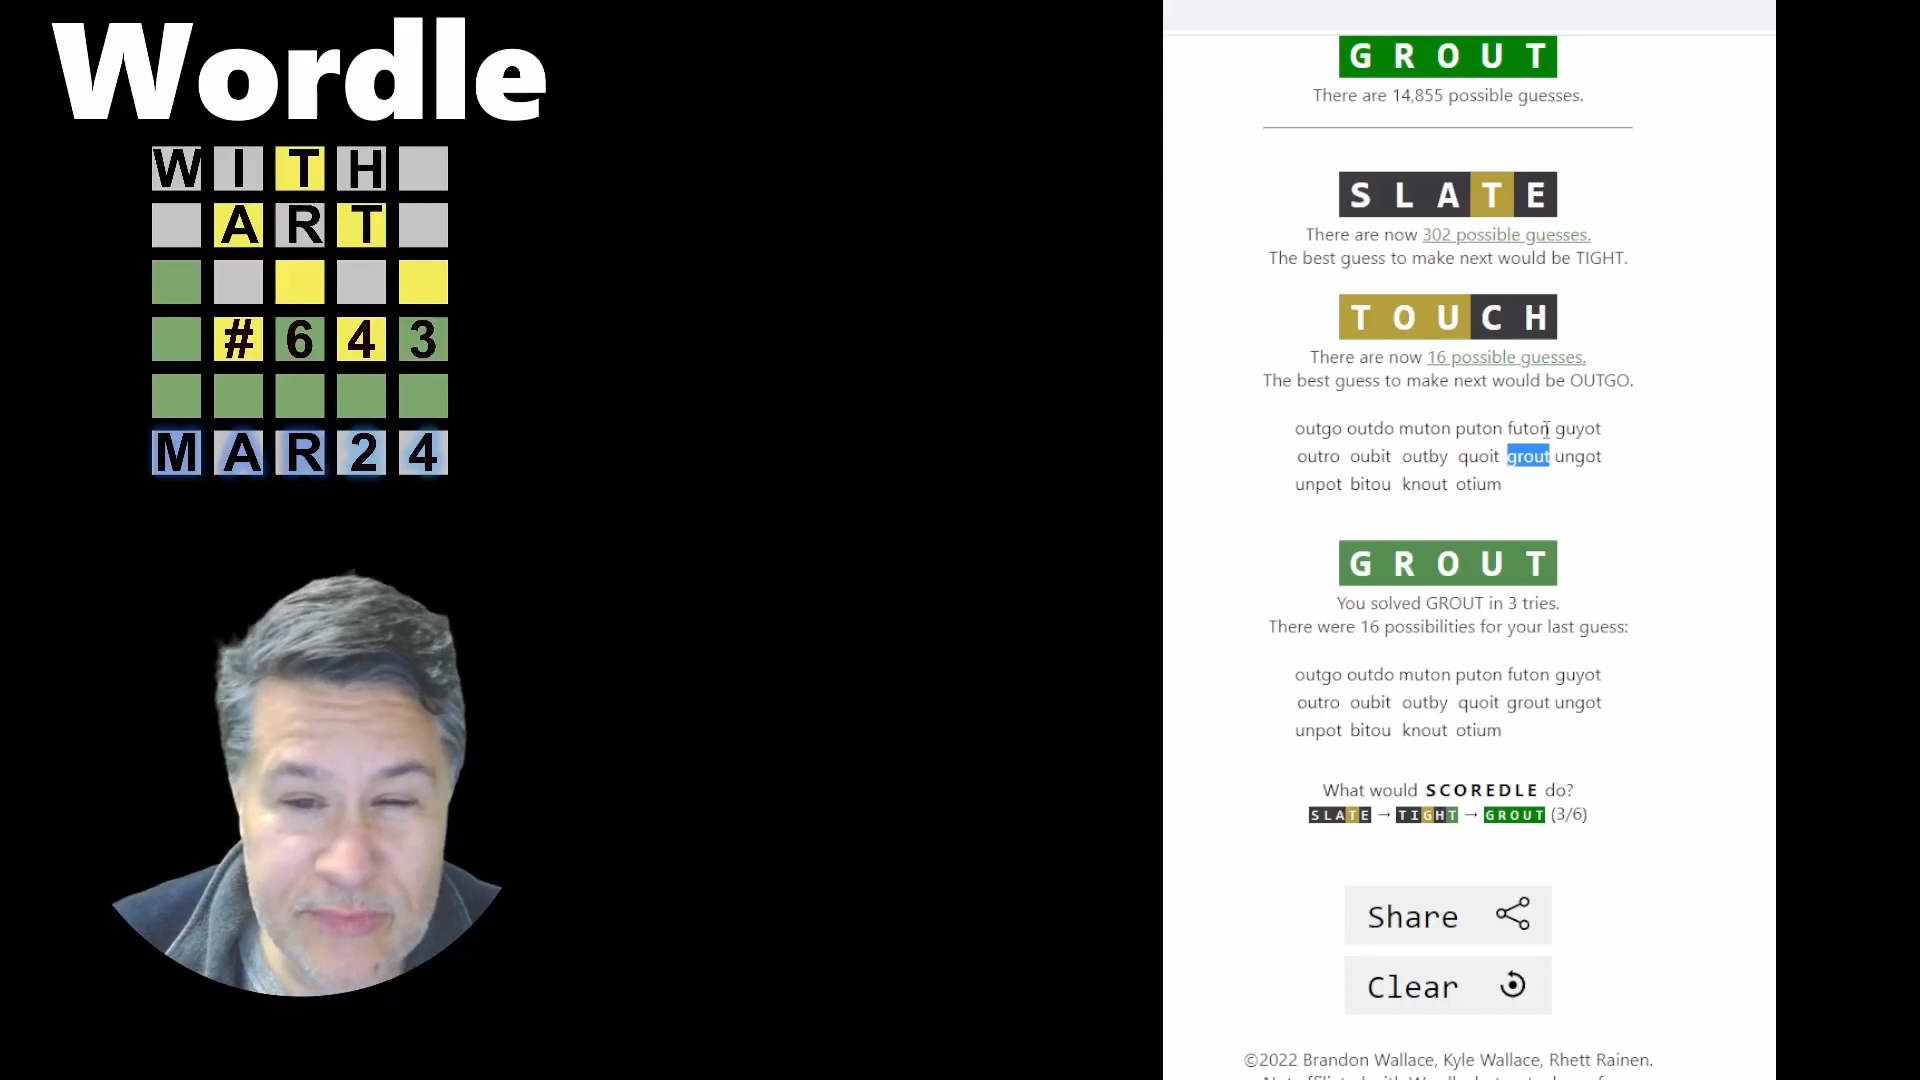 Wordle
WITH
ART
#643
MAR24
GROUT
There are 14,855 possible guesses.
SLATE
There are now 302 possible guesses.
The best guess to make next would be TIGHT.
TOUCH
There are now 16 possible guesses.
The best guess to make next would be OUTGO.
outgo outdo muton puton futon guyot
outro oubit outby quoit grout ungot
unpot bitou knout otium
GROUT
You solved GROUT in 3 tries.
There were 16 possibilities for your last guess:
outgo outdo muton puton futon guyot
outro oubit outby quoit grout ungot
unpot bitou knout otium
What would SCOREDLE do?
SLATE → TIGHT → GROUT (3/6)
Share
Clear
©2022 Brandon Wallace, Kyle Wallace, Rhett Rainen.